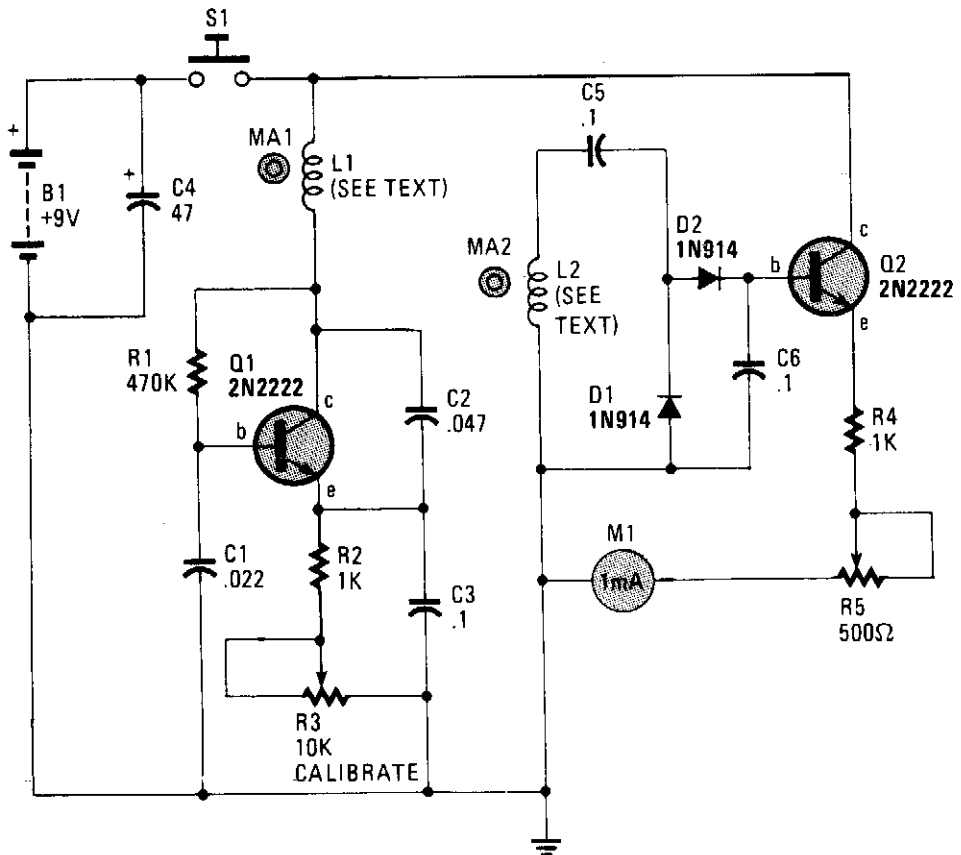 S1
+
B1
+9V
+
C4
47
MA1
L1
(SEE TEXT)
C5
.1
MA2
L2
(SEE
TEXT)
D2
1N914
b
c
e
Q2
2N2222
R1
470K
Q1
2N2222
b
c
e
C2
.047
D1
1N914
C6
.1
R4
1K
C1
.022
R2
1K
C3
.1
M1
1mA
R5
500Ω
R3
10K
CALIBRATE